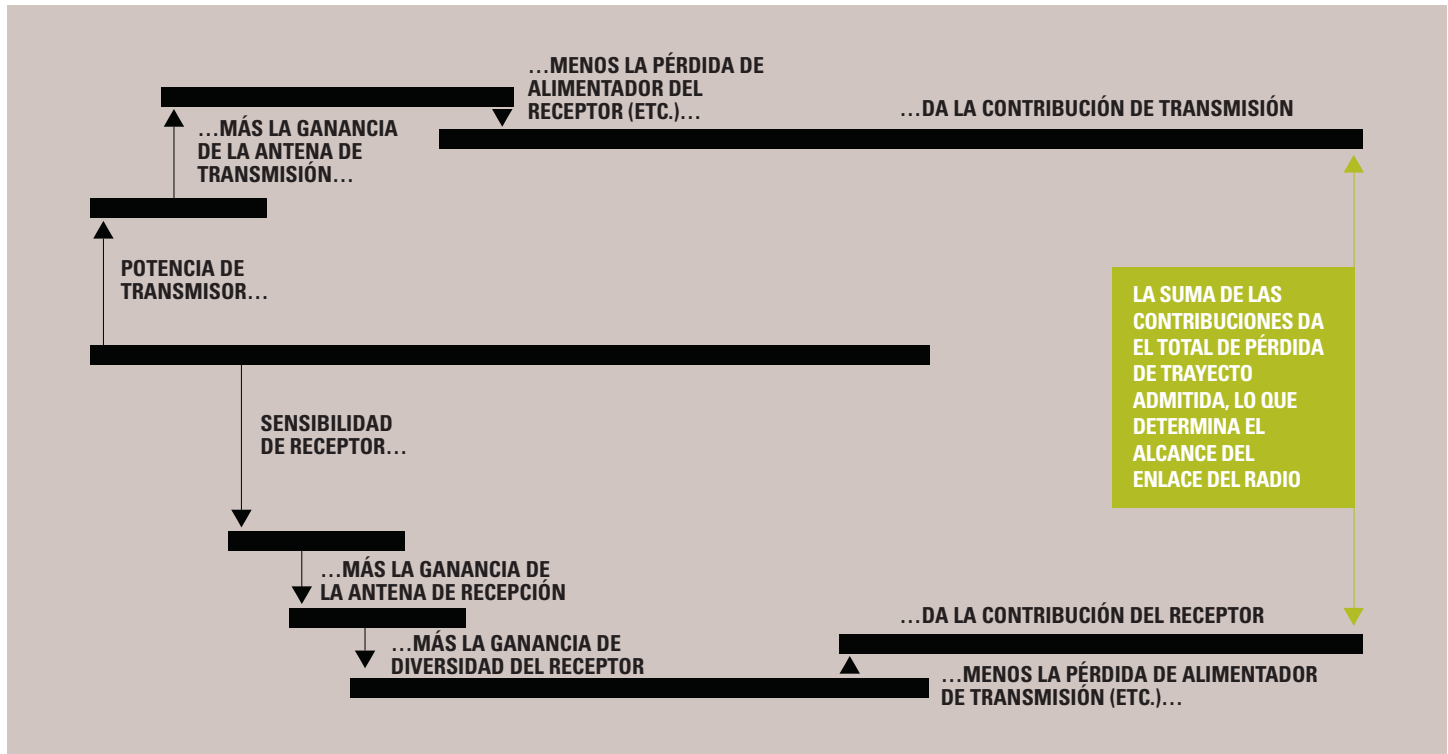 …MENOS LA PÉRDIDA DE
ALIMENTADOR DEL
RECEPTOR (ETC.)…
…DA LA CONTRIBUCIÓN DE TRANSMISIÓN
…MÁS LA GANANCIA
DE LA ANTENA DE
TRANSMISIÓN…
POTENCIA DE
TRANSMISOR…
LA SUMA DE LAS
CONTRIBUCIONES DA
EL TOTAL DE PÉRDIDA
DE TRAYECTO
ADMITIDA, LO QUE
DETERMINA EL
ALCANCE DEL
ENLACE DEL RADIO
SENSIBILIDAD
DE RECEPTOR…
…MÁS LA GANANCIA DE
LA ANTENA DE RECEPCIÓN
…DA LA CONTRIBUCIÓN DEL RECEPTOR
…MÁS LA GANANCIA DE
DIVERSIDAD DEL RECEPTOR
…MENOS LA PÉRDIDA DE ALIMENTADOR
DE TRANSMISIÓN (ETC.)…